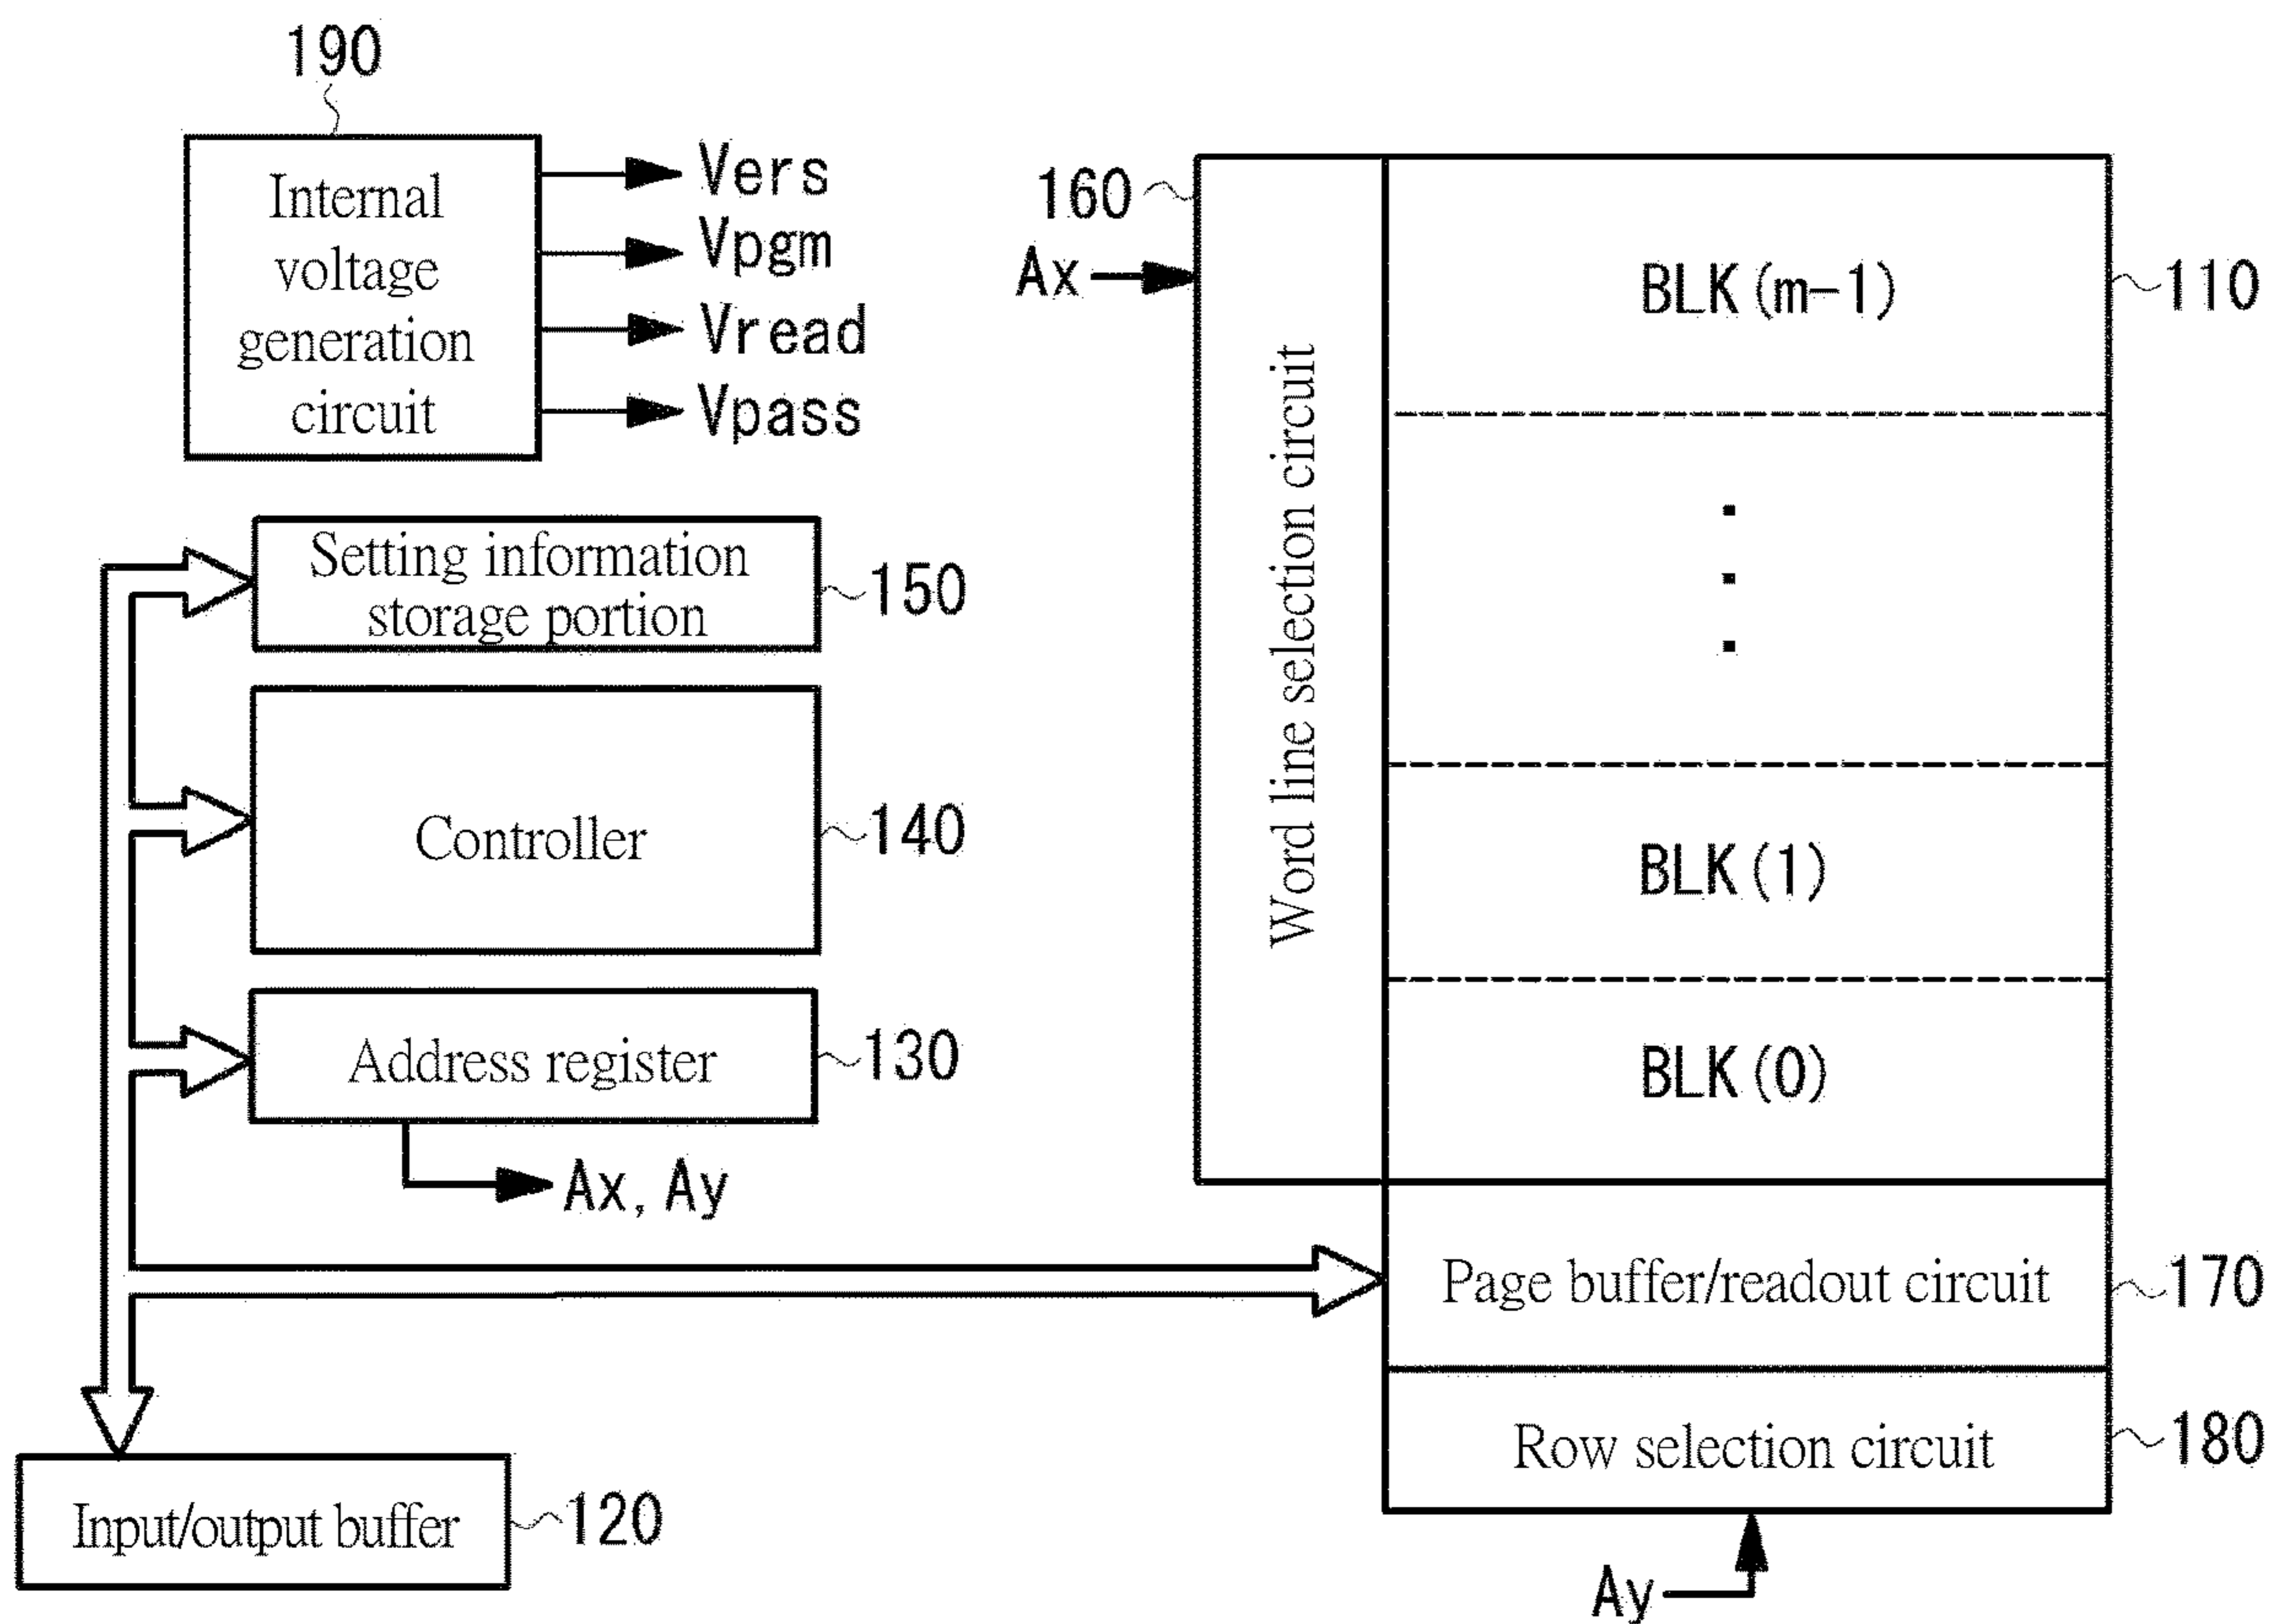 190
Internal
voltage
generation
circuit
Vers
Vpgm
Vread
Vpass
Setting information
storage portion
150
Controller
140
Address register
130
Ax, Ay
Input/output buffer
120
160
Ax
Word line selection circuit
BLK(m-1)
110
BLK(1)
BLK(0)
Page buffer/readout circuit
170
Row selection circuit
180
Ay